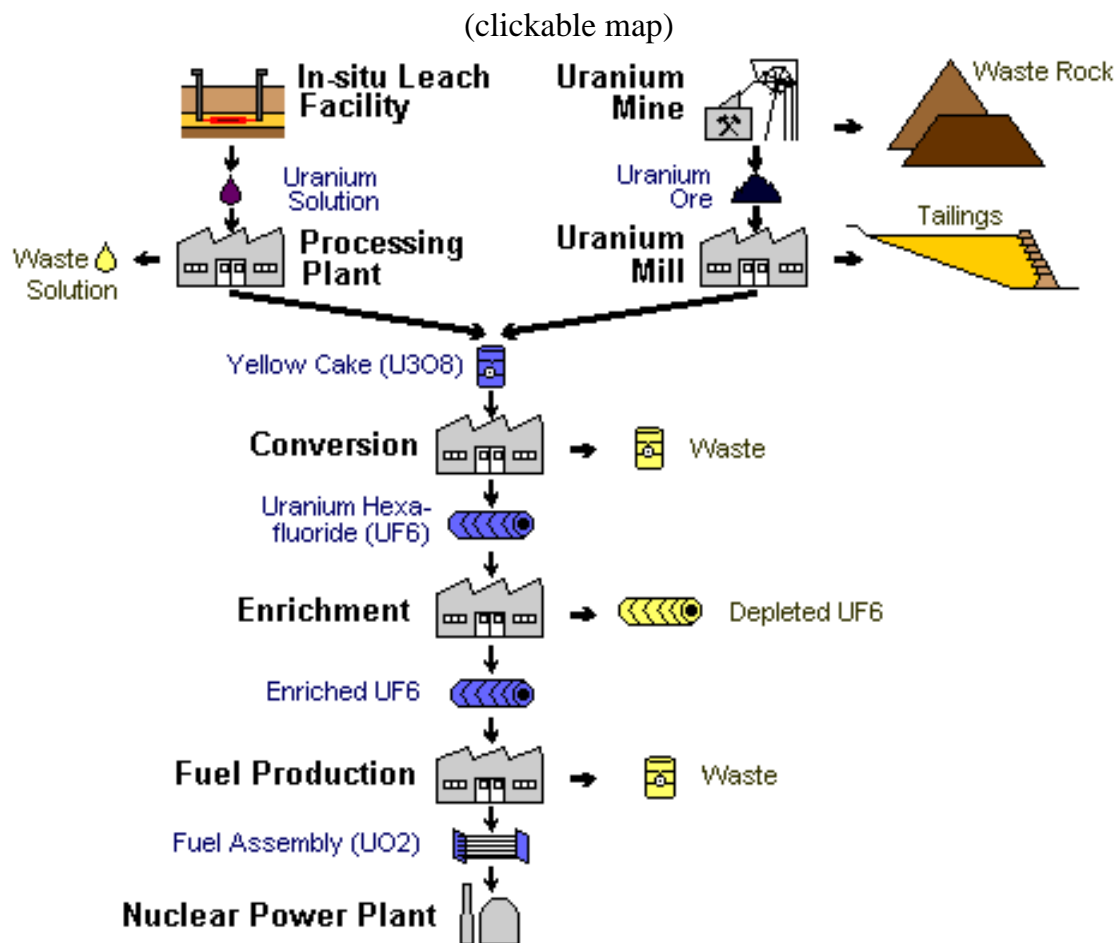 (clickable map)
In-situ Leach
Facility
Uranium
Mine
Waste Rock
Uranium
Solution
Uranium
Ore
Tailings
Processing
Plant
Uranium
Mill
Waste
Solution
Yellow Cake (U3O8)
Conversion
Waste
Uranium Hexa-
fluoride (UF6)
Enrichment
Depleted UF6
Enriched UF6
Fuel Production
Waste
Fuel Assembly (UO2)
Nuclear Power Plant